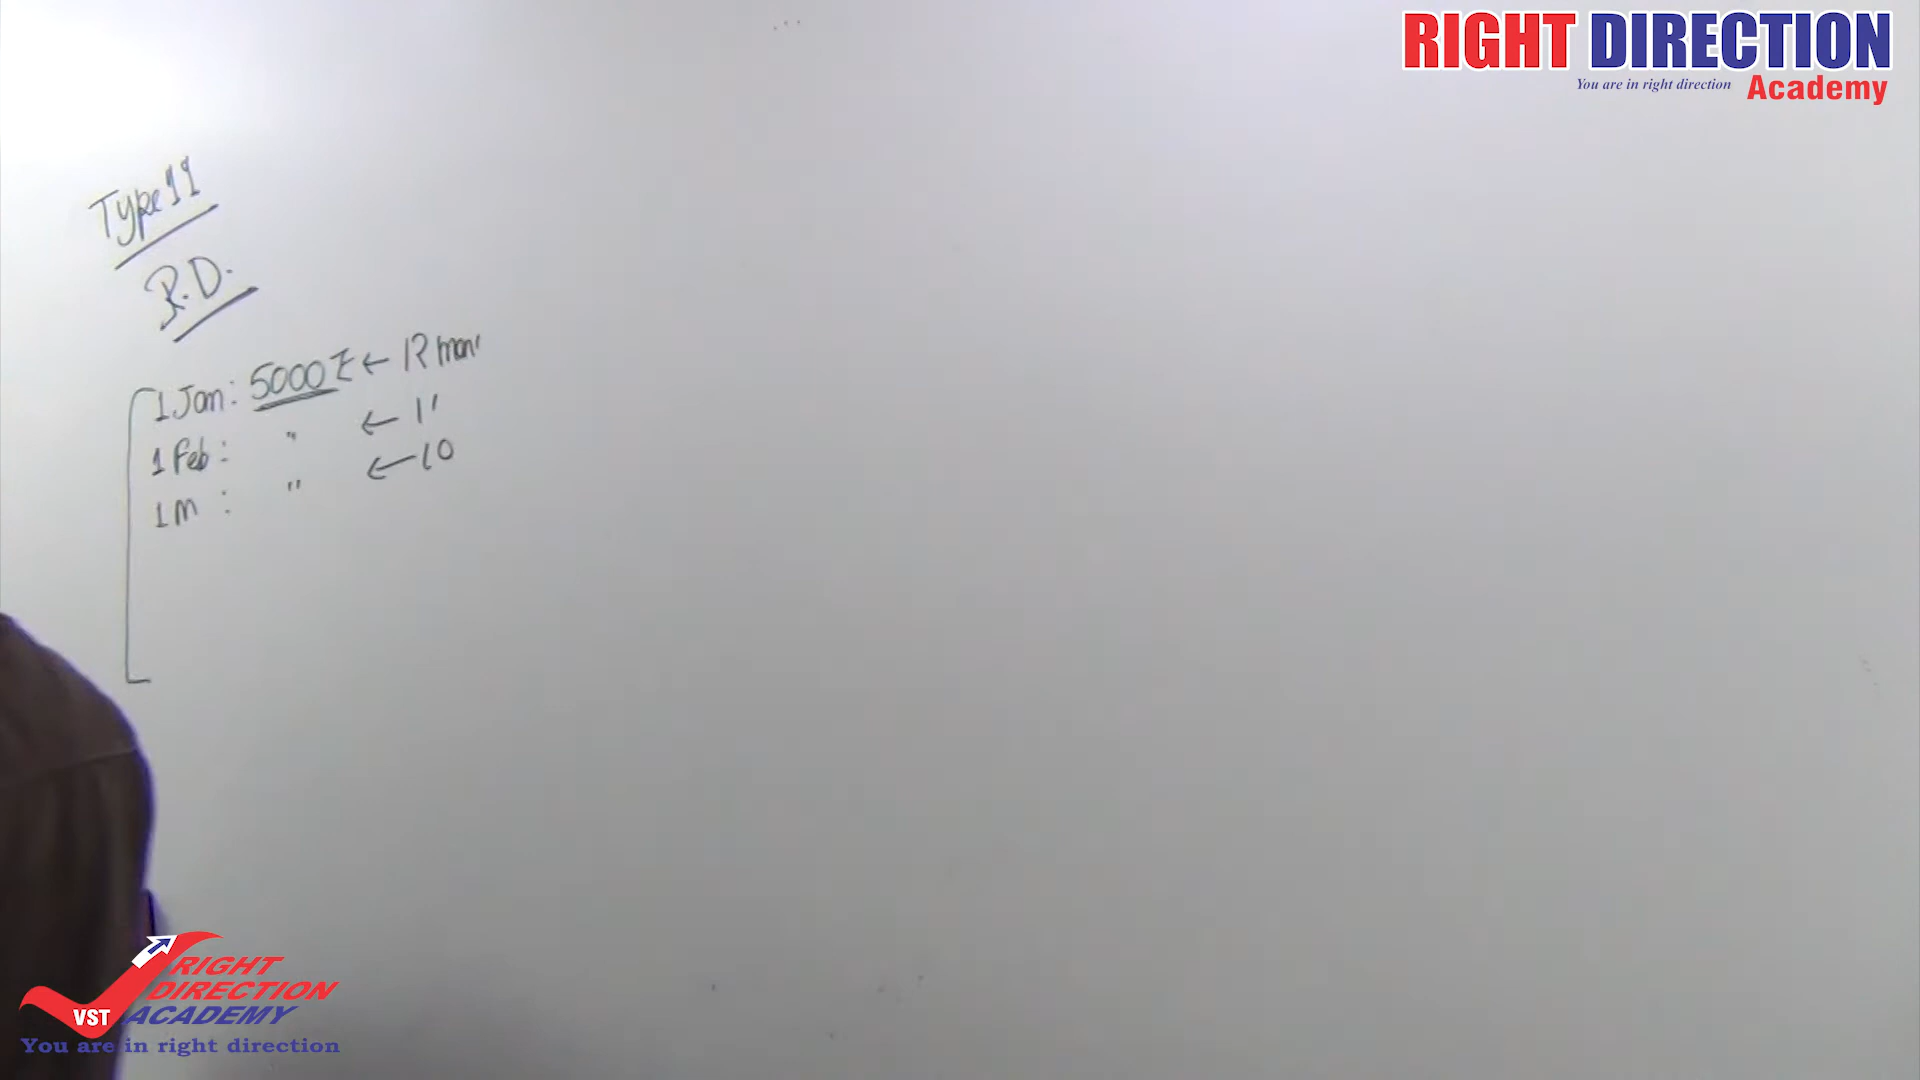 RIGHT DIRECTION
You are in right direction Academy
Type 11
R.D.
1 Jan: 5000 ₹ ← 12 mon
1 Feb: " ← 11
1 M : " ← 10
RIGHT
DIRECTION
VST ACADEMY
You are in right direction